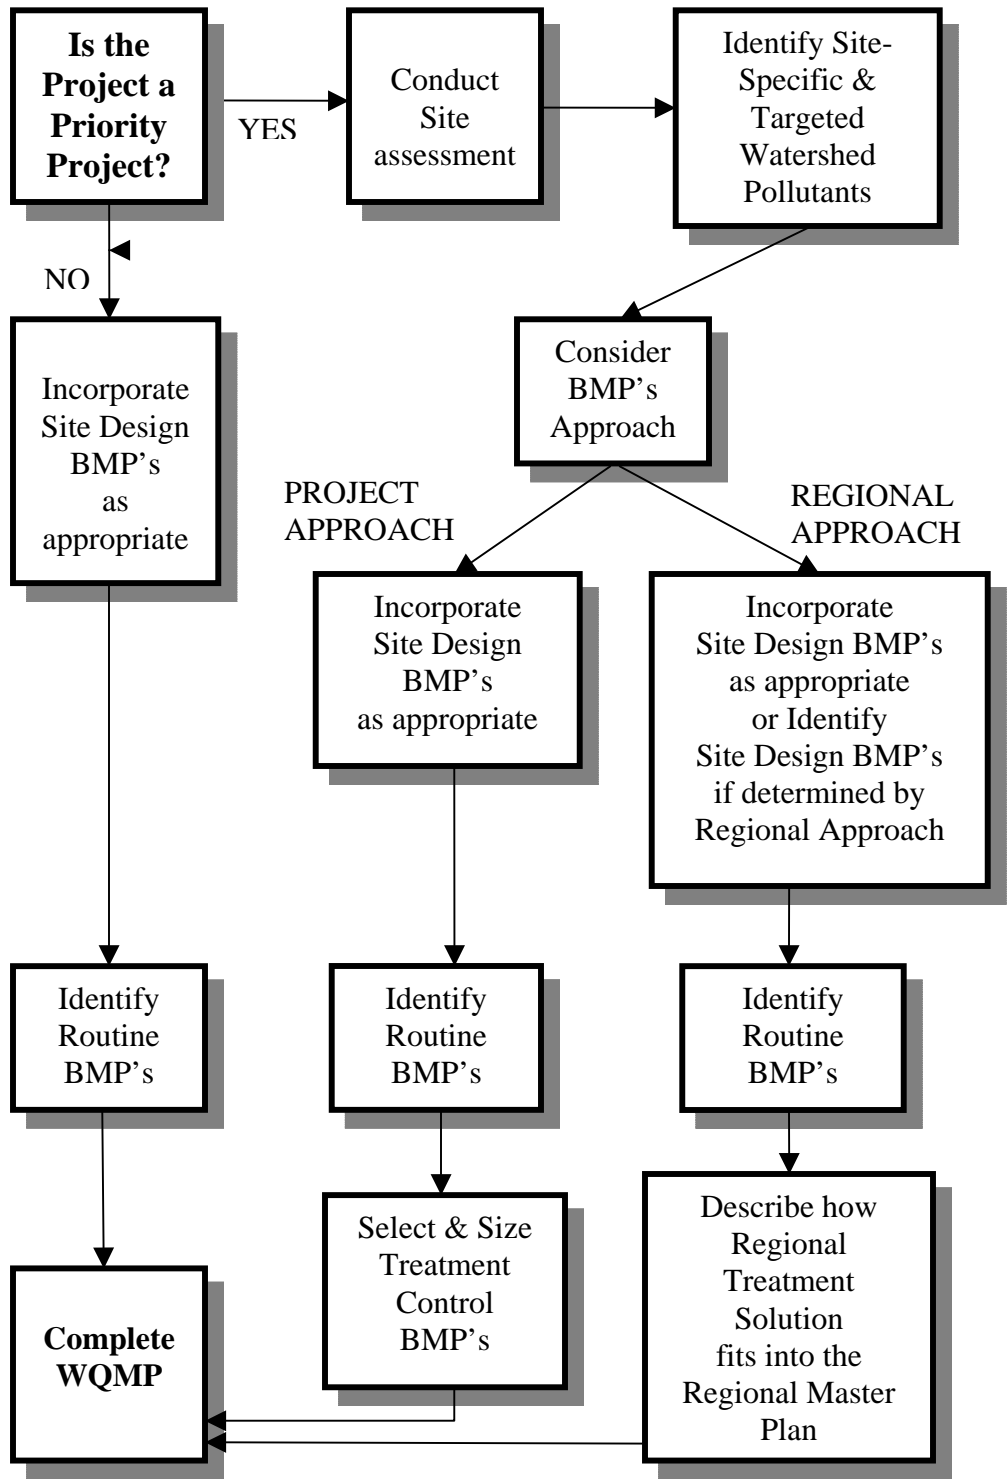 Is the
Project a
Priority
Project?
YES
Conduct
Site
assessment
Identify Site-
Specific &
Targeted
Watershed
Pollutants
NO
Incorporate
Site Design
BMP's
as
appropriate
Consider
BMP's
Approach
PROJECT
APPROACH
REGIONAL
APPROACH
Incorporate
Site Design
BMP's
as appropriate
Incorporate
Site Design BMP's
as appropriate
or Identify
Site Design BMP's
if determined by
Regional Approach
Identify
Routine
BMP's
Identify
Routine
BMP's
Identify
Routine
BMP's
Complete
WQMP
Select & Size
Treatment
Control
BMP's
Describe how
Regional
Treatment
Solution
fits into the
Regional Master
Plan